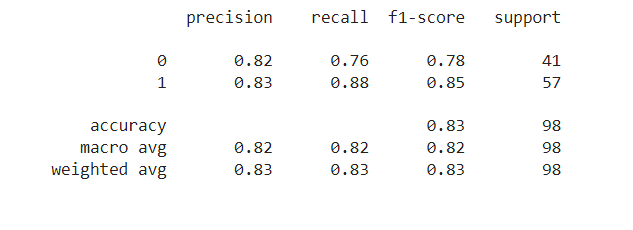 precision recall f1-score support
0 0.82 0.76 0.78 41
1 0.83 0.88 0.85 57
accuracy 0.83 98
macro avg 0.82 0.82 0.82 98
weighted avg 0.83 0.83 0.83 98